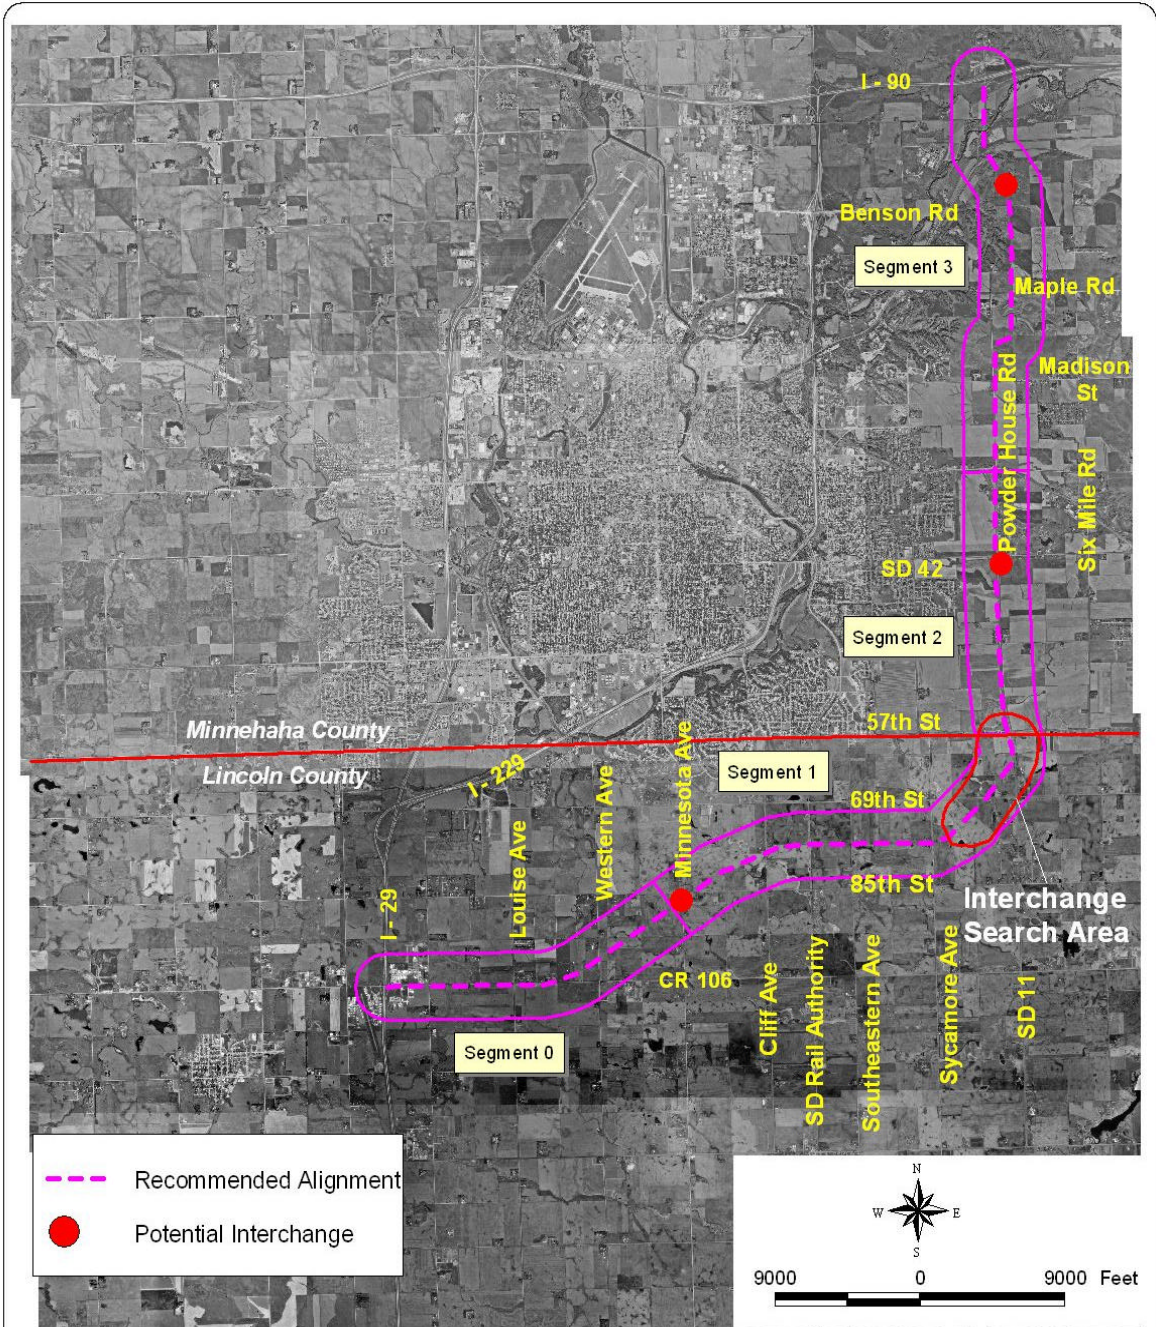 I - 90
Benson Rd
Segment 3
Maple Rd
Madison
St
Powder House Rd
Six Mile Rd
SD 42
Segment 2
57th St
Minnehaha County
Lincoln County
I - 229
Segment 1
69th St
Minnesota Ave
Western Ave
Louise Ave
I - 29
85th St
Interchange
Search Area
CR 106
Cliff Ave
SD Rail Authority
Southeastern Ave
Sycamore Ave
SD 11
Segment 0
Recommended Alignment
Potential Interchange
N
W
E
S
9000 0 9000 Feet